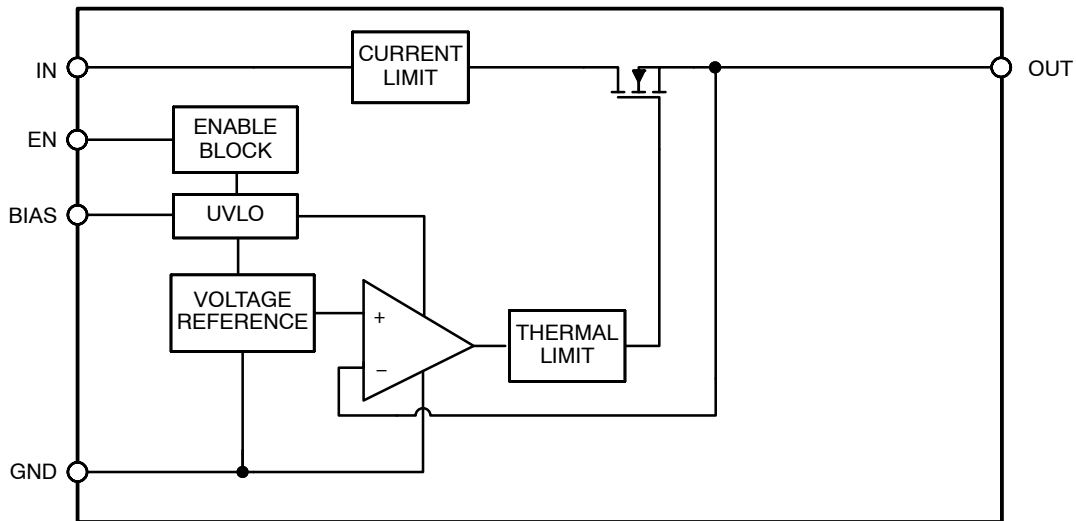 IN
CURRENT
LIMIT
OUT
EN
ENABLE
BLOCK
BIAS
UVLO
VOLTAGE
REFERENCE
+
−
THERMAL
LIMIT
GND